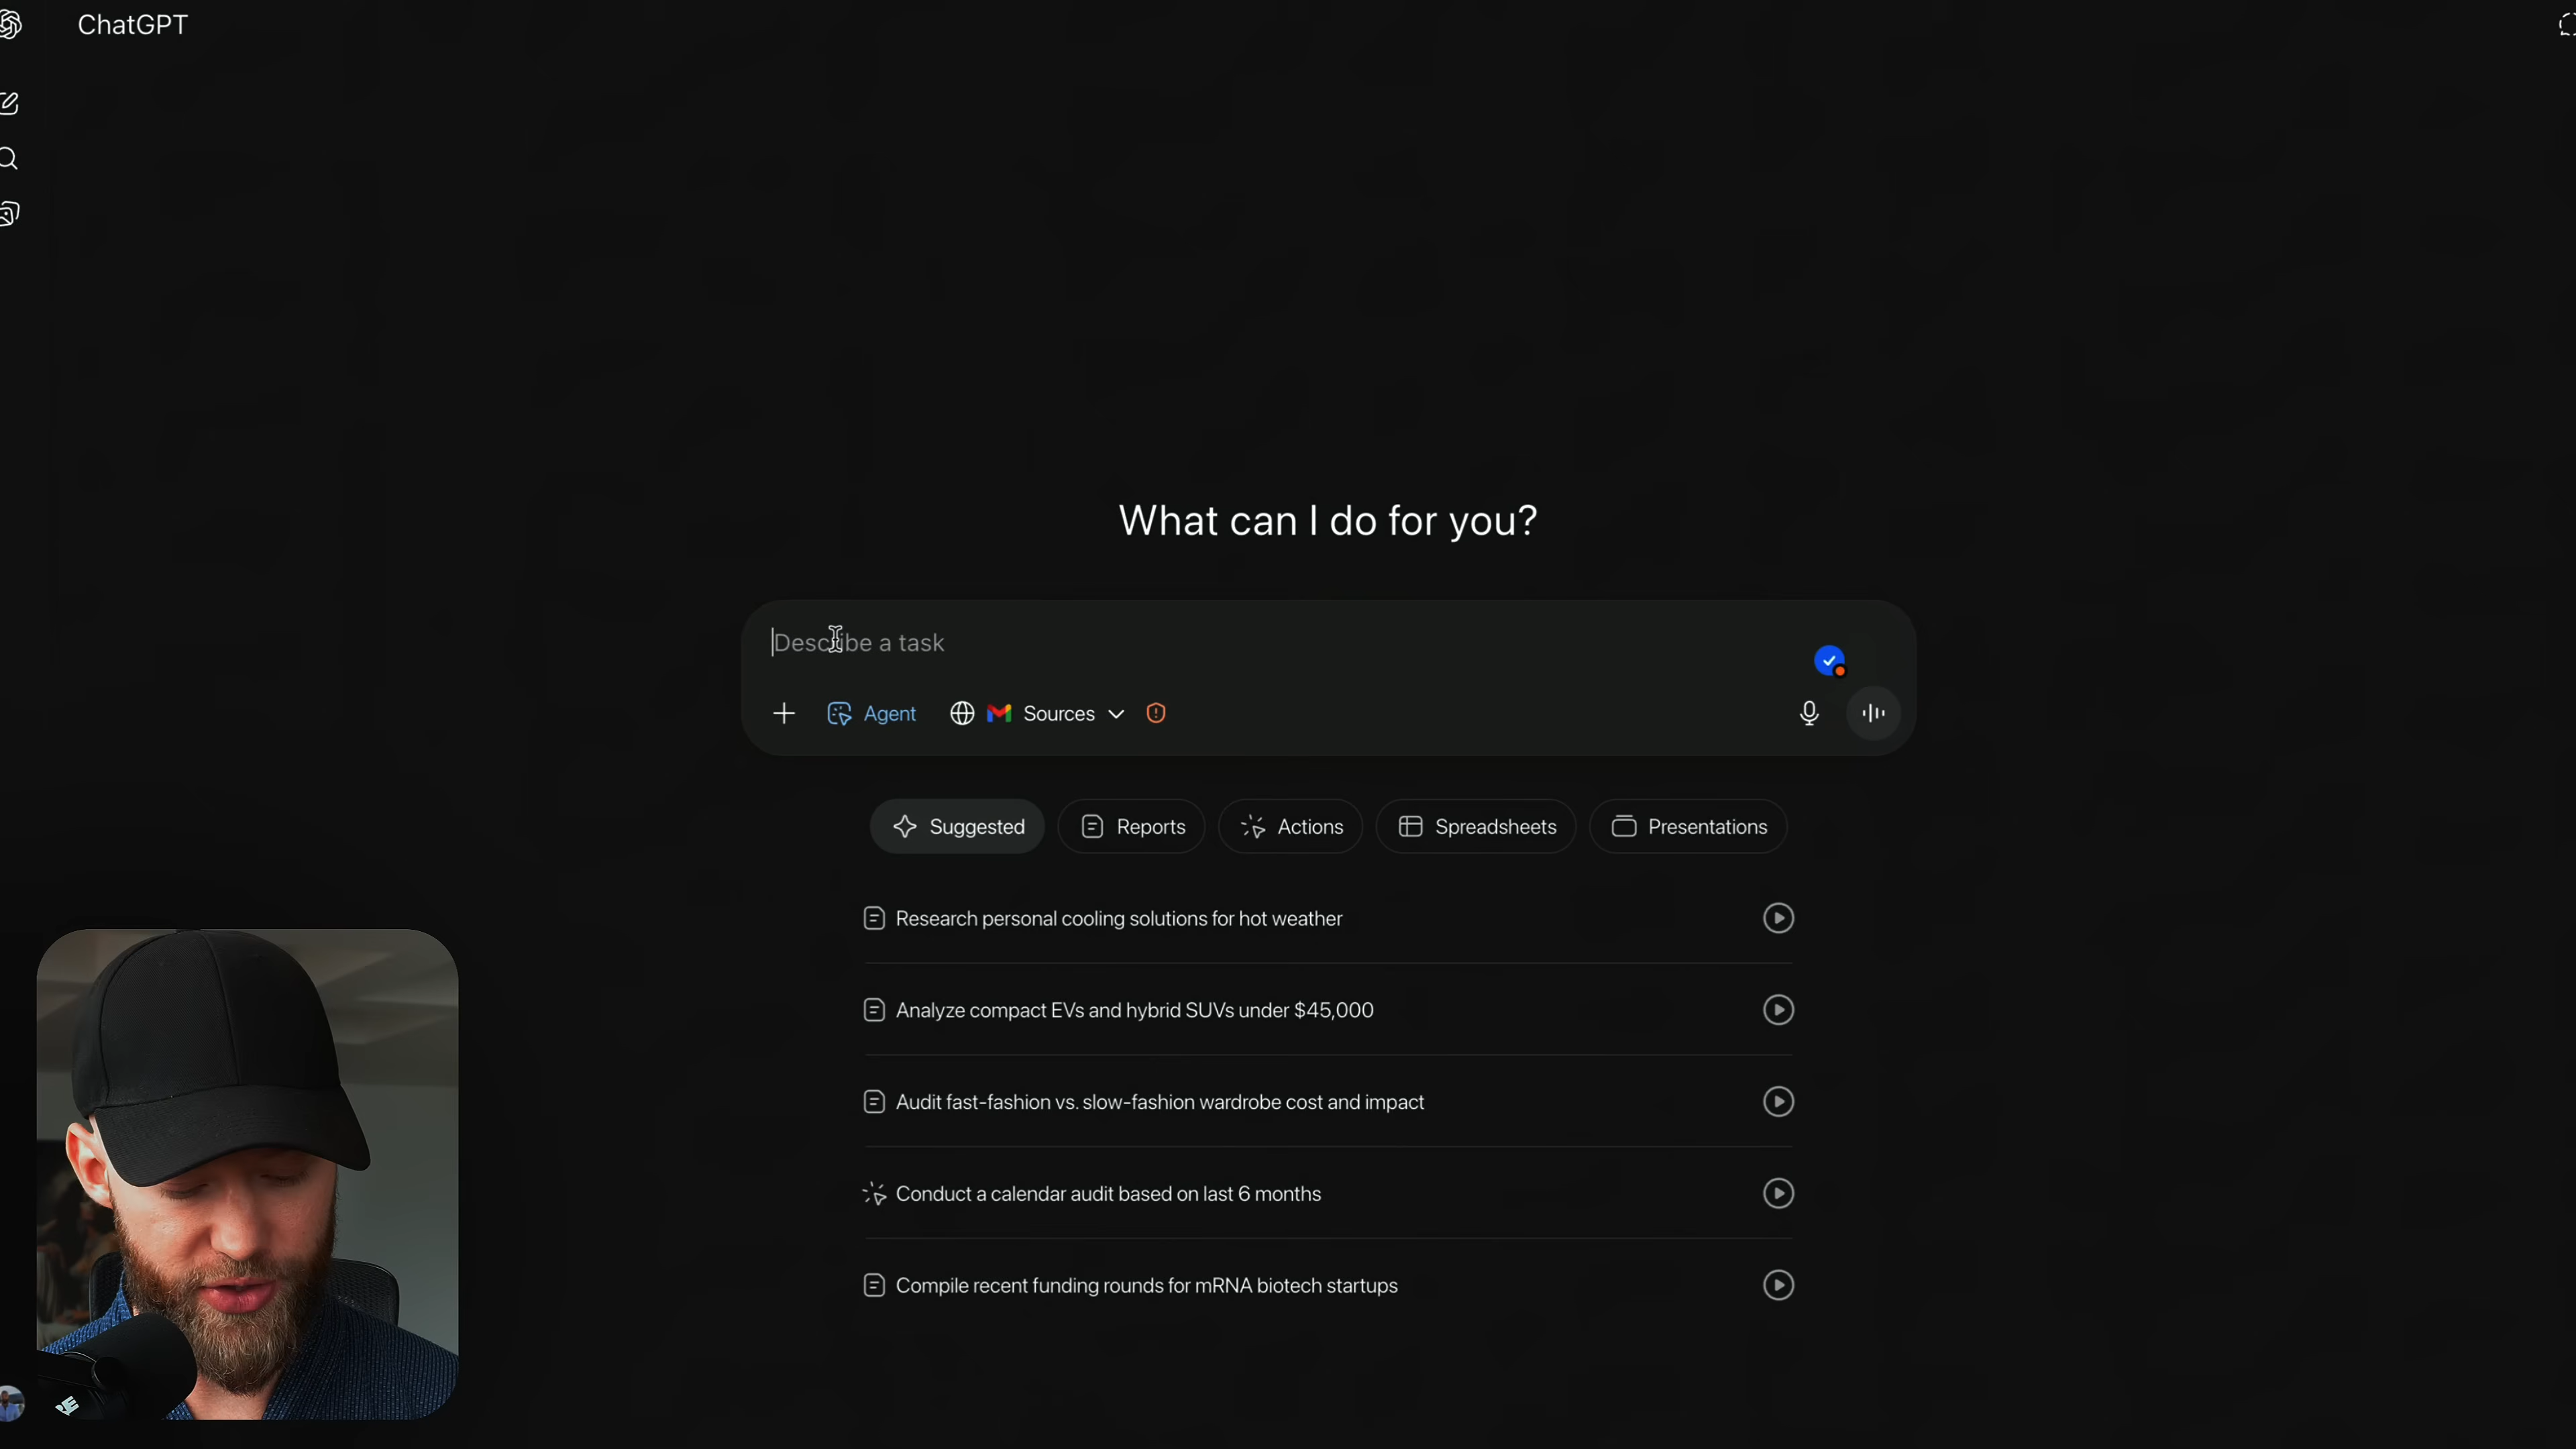 ChatGPT
What can I do for you?
Describe a task
Agent
Sources
Suggested
Reports
Actions
Spreadsheets
Presentations
Research personal cooling solutions for hot weather
Analyze compact EVs and hybrid SUVs under $45,000
Audit fast-fashion vs. slow-fashion wardrobe cost and impact
Conduct a calendar audit based on last 6 months
Compile recent funding rounds for mRNA biotech startups